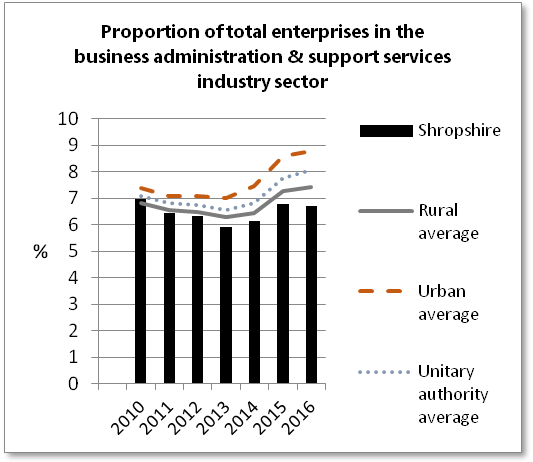 Proportion of total enterprises in the
business administration & support services
industry sector
10
9
8
7
6
5
4
3
2
1
0
%
2010
2011
2012
2013
2014
2015
2016
Shropshire
Rural
average
Urban
average
Unitary
authority
average